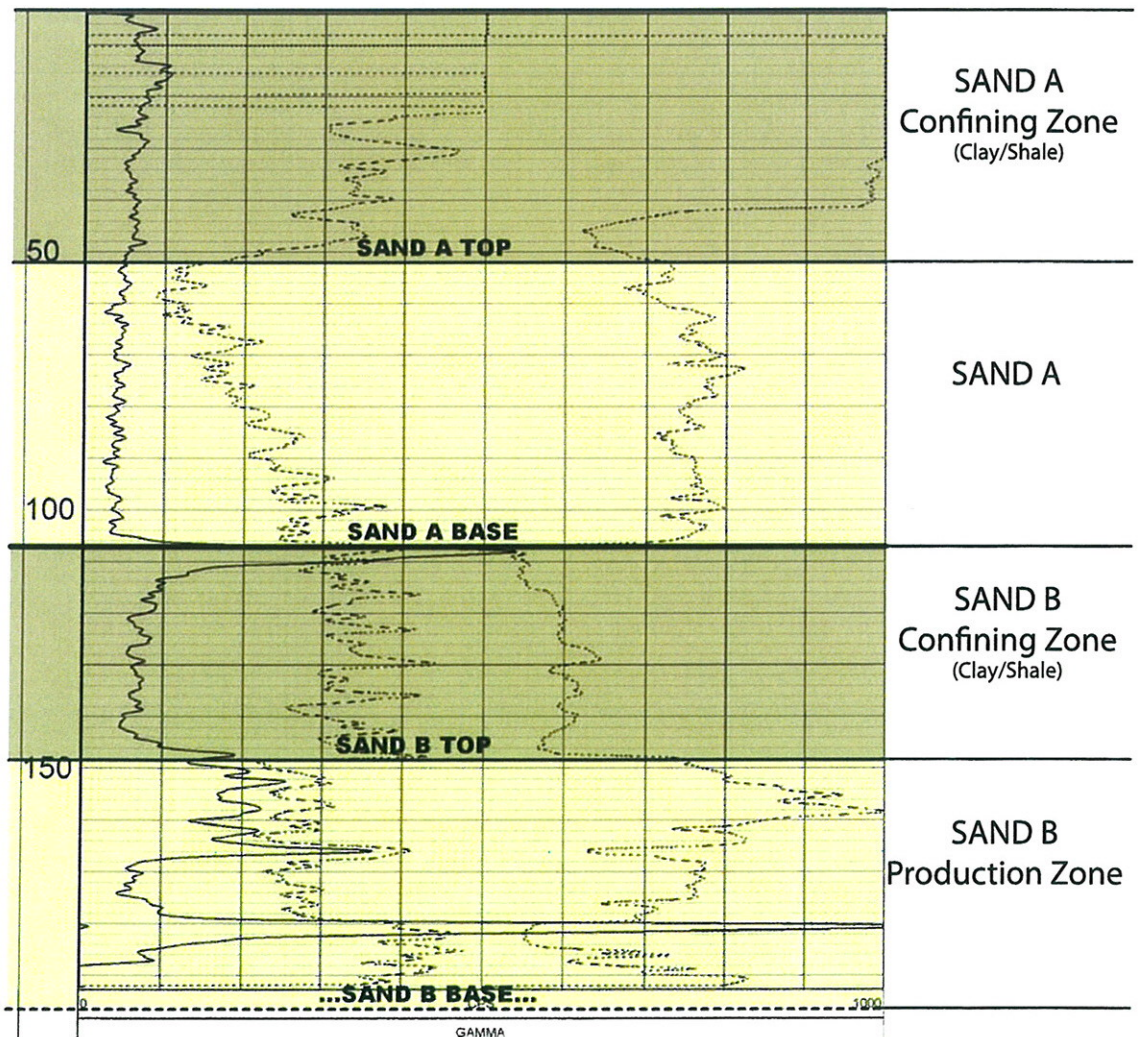 SAND A
Confining Zone
(Clay/Shale)
50
SAND A TOP
SAND A
100
SAND A BASE
SAND B
Confining Zone
(Clay/Shale)
SAND B TOP
150
SAND B
Production Zone
...SAND B BASE...
0
1000
GAMMA